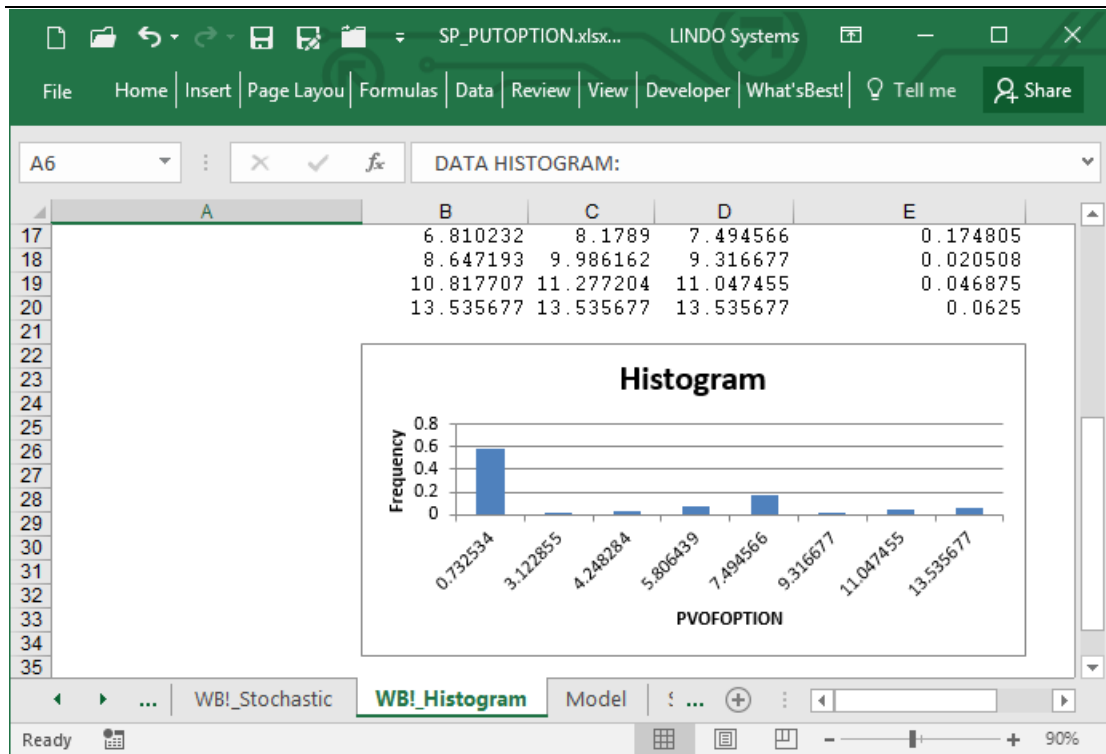 SP_PUTOPTION.xlsx... LINDO Systems
File Home Insert Page Layou Formulas Data Review View Developer What'sBest! Tell me Share
A6 fx DATA HISTOGRAM:
A B C D E
17 6.810232 8.1789 7.494566 0.174805
18 8.647193 9.986162 9.316677 0.020508
19 10.817707 11.277204 11.047455 0.046875
20 13.535677 13.535677 13.535677 0.0625
21
22
23
24
25
26
27
28
29
30
31
32
33
34
35
Histogram
Frequency
0.8
0.6
0.4
0.2
0
0.732534 3.122855 4.248284 5.806439 7.494566 9.316677 11.047455 13.535677
PVOFOPTION
... WB!_Stochastic WB!_Histogram Model ...
Ready 90%